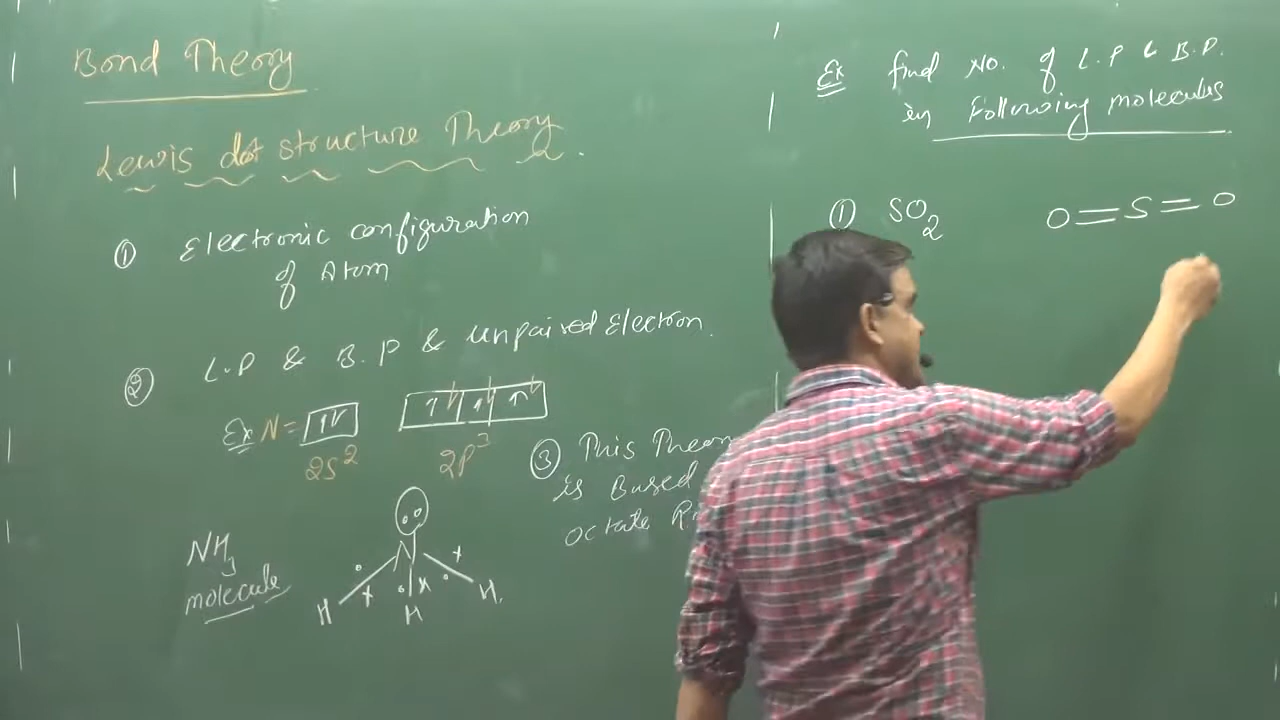 Bond Theory
Lewis dot structure Theory.
① Electronic configuration
of Atom
② L.P & B.P & unpaired Electron.
Ex N = 1↿⇂ ↿⇂ ↿⇂ ↿⇂
2s² 2p³
③ This Theor
is Based
octate R
NH₃
molecule
N
H H H
Ex find No. of L.P & B.P.
in Following molecules
① SO₂ O=S=O